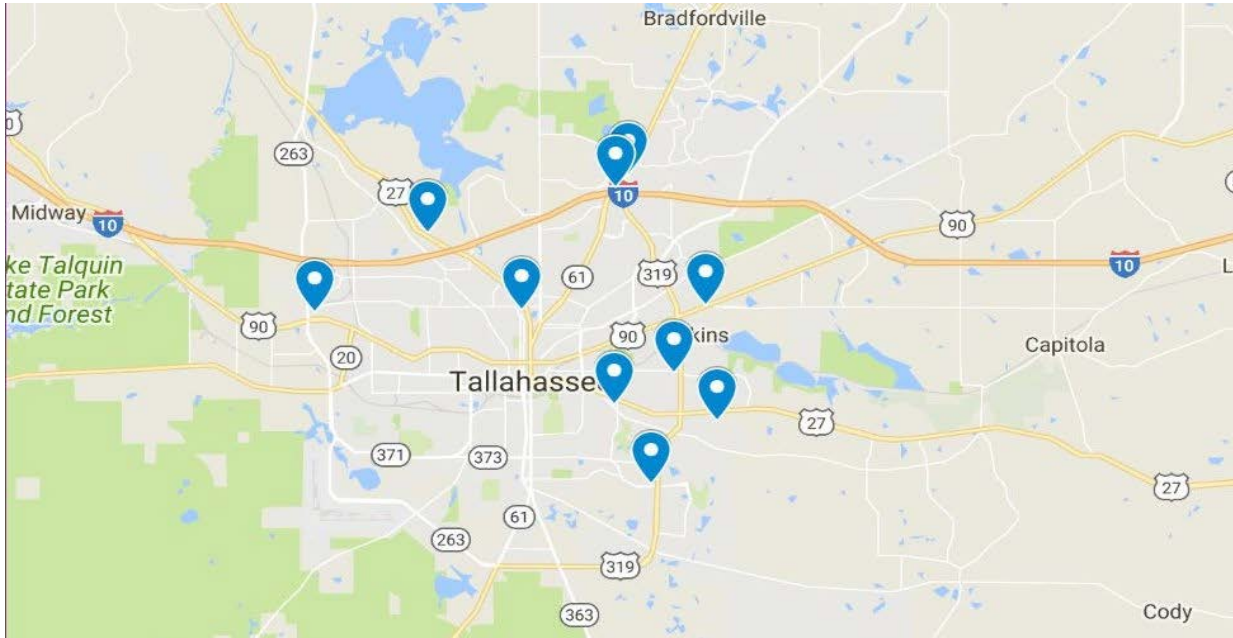 Bradfordville
0
263
27
10
Midway
10
90
10
ke Talquin
tate Park
nd Forest
61
319
L
90
90
kins
20
Capitola
Tallahasse
27
371
373
27
61
263
319
363
Cody